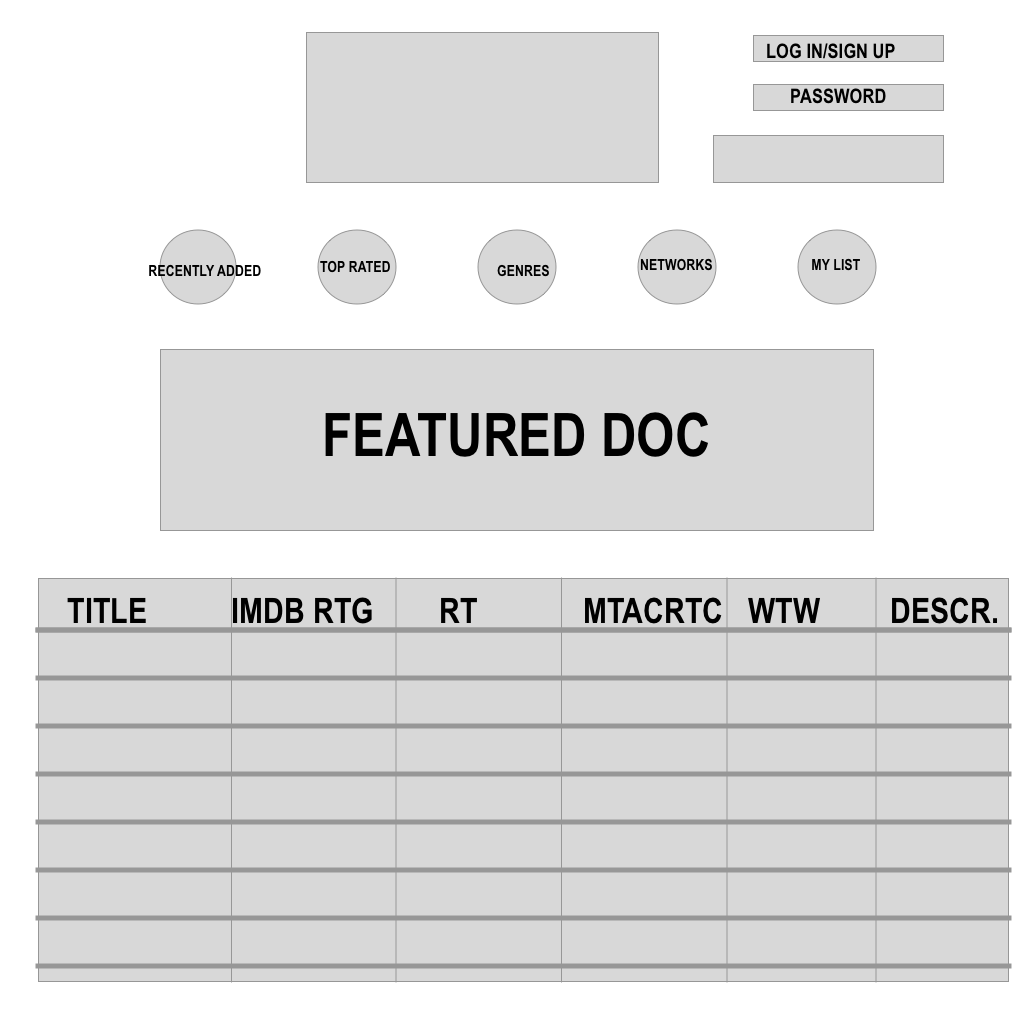 LOG IN/SIGN UP
PASSWORD
RECENTLY ADDED
TOP RATED
GENRES
NETWORKS
MY LIST
FEATURED DOC
TITLE IMDB RTG RT MTACRTC WTW DESCR.